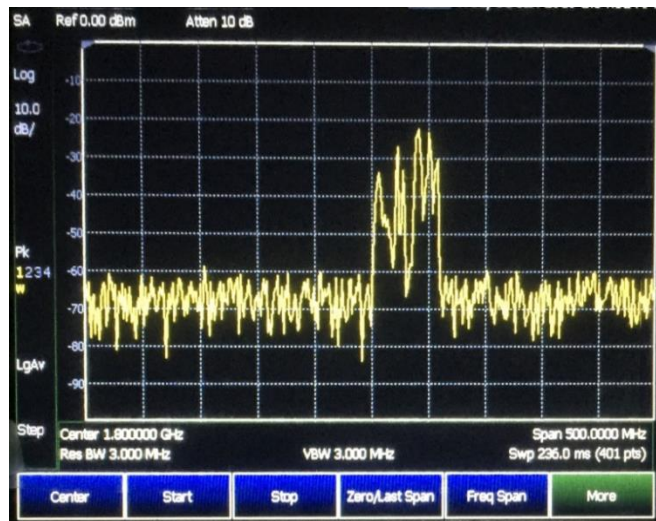 SA Ref 0.00 dBm Atten 10 dB
Log
10.0
dB/
-10
-20
-30
-40
-50
-60
-70
-80
-90
Pk
1234
W
LgAv
Step
Center 1.800000 GHz Span 500.0000 MHz
Res BW 3.000 MHz VBW 3.000 MHz Swp 236.0 ms (401 pts)
Center Start Stop Zero/Last Span Freq Span More